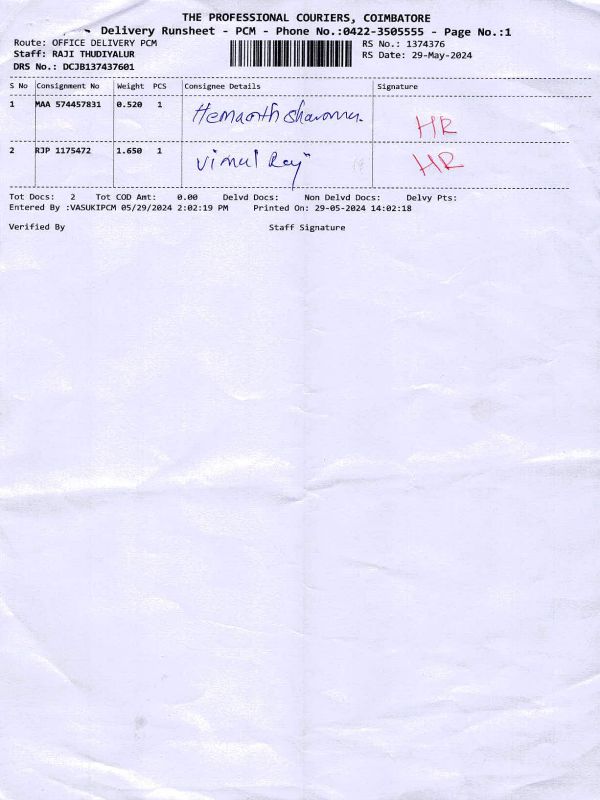 THE PROFESSIONAL COURIERS, COIMBATORE
Delivery Runsheet - PCM - Phone No.:0422-3505555 - Page No.:1
Route: OFFICE DELIVERY PCM RS No.: 1374376
Staff: RAJI THUDIYALUR RS Date: 29-May-2024
DRS No.: DCJB137437601
S No Consignment No Weight PCS Consignee Details Signature
1 MAA 574457831 0.520 1 HR
2 RJP 1175472 1.650 1 Vimal Raj HR
Tot Docs: 2 Tot COD Amt: 0.00 Delvd Docs: Non Delvd Docs: Delvy Pts:
Entered By :VASUKIPCM 05/29/2024 2:02:19 PM Printed On: 29-05-2024 14:02:18
Verified By Staff Signature